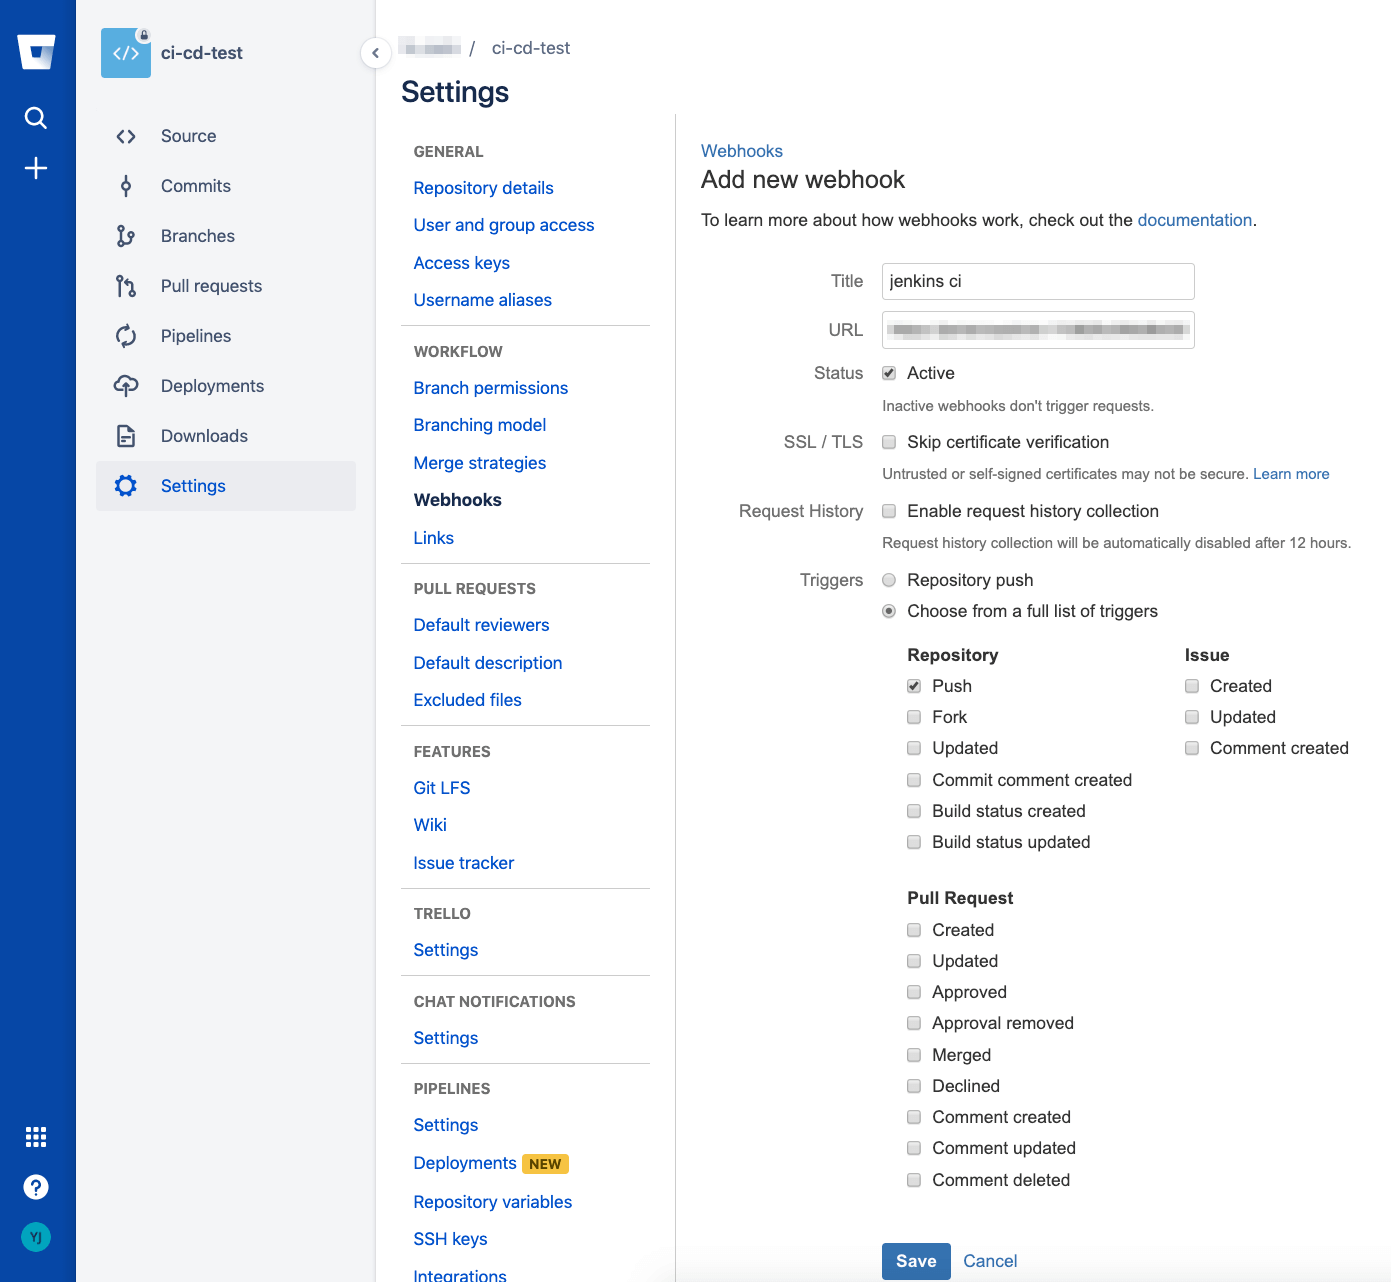 ci-cd-test
Source
Commits
Branches
Pull requests
Pipelines
Deployments
Downloads
Settings
YJ
/ ci-cd-test
Settings
GENERAL
Repository details
User and group access
Access keys
Username aliases
WORKFLOW
Branch permissions
Branching model
Merge strategies
Webhooks
Links
PULL REQUESTS
Default reviewers
Default description
Excluded files
FEATURES
Git LFS
Wiki
Issue tracker
TRELLO
Settings
CHAT NOTIFICATIONS
Settings
PIPELINES
Settings
Deployments NEW
Repository variables
SSH keys
Integrations
Webhooks
Add new webhook
To learn more about how webhooks work, check out the documentation.
Title jenkins ci
URL
Status Active
Inactive webhooks don't trigger requests.
SSL / TLS Skip certificate verification
Untrusted or self-signed certificates may not be secure. Learn more
Request History Enable request history collection
Request history collection will be automatically disabled after 12 hours.
Triggers Repository push
Choose from a full list of triggers
Repository
Push
Fork
Updated
Commit comment created
Build status created
Build status updated
Issue
Created
Updated
Comment created
Pull Request
Created
Updated
Approved
Approval removed
Merged
Declined
Comment created
Comment updated
Comment deleted
Save Cancel